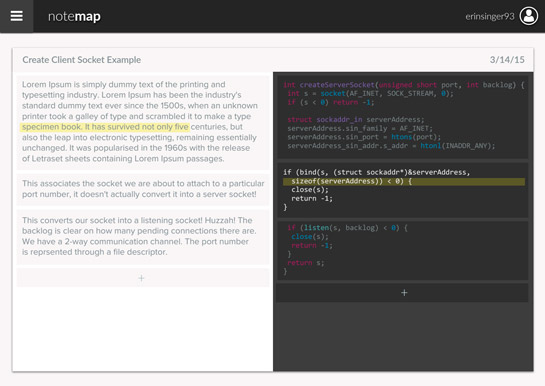 notemap
erinsinger93
Create Client Socket Example
3/14/15
Lorem Ipsum is simply dummy text of the printing and
typesetting industry. Lorem Ipsum has been the industry's
standard dummy text ever since the 1500s, when an unknown
printer took a galley of type and scrambled it to make a type
specimen book. It has survived not only five centuries, but
also the leap into electronic typesetting, remaining essentially
unchanged. It was popularised in the 1960s with the release
of Letraset sheets containing Lorem Ipsum passages.
This associates the socket we are about to attach to a particular
port number, it doesn't actually convert it into a server socket!
This converts our socket into a listening socket! Huzzah! The
backlog is clear on how many pending connections there are.
We have a 2-way communication channel. The port number
is reprsented through a file descriptor.
+
int createServerSocket(unsigned short port, int backlog) {
int s = socket(AF_INET, SOCK_STREAM, 0);
if (s < 0) return -1;
struct sockaddr_in serverAddress;
serverAddress.sin_family = AF_INET;
serverAddress.sin_port = htons(port);
serverAddress.sin_addr.s_addr = htonl(INADDR_ANY);
if (bind(s, (struct sockaddr*)&serverAddress,
sizeof(serverAddress)) < 0) {
close(s);
return -1;
}
if (listen(s, backlog) < 0) {
close(s);
return -1;
}
return s;
}
+